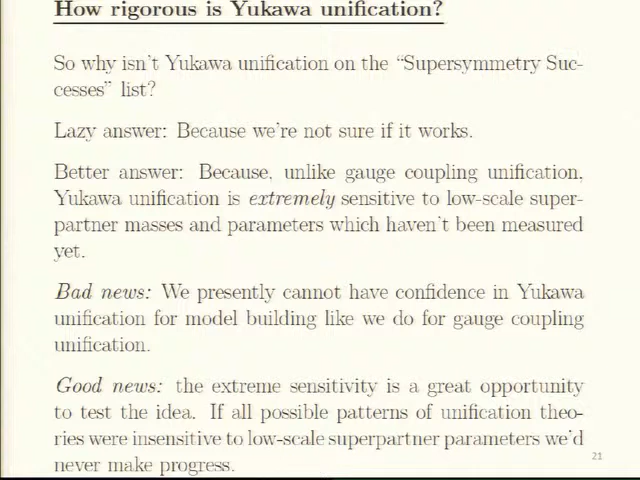 How rigorous is Yukawa unification?
So why isn't Yukawa unification on the "Supersymmetry Suc-
cesses" list?
Lazy answer: Because we're not sure if it works.
Better answer: Because, unlike gauge coupling unification,
Yukawa unification is extremely sensitive to low-scale super-
partner masses and parameters which haven't been measured
yet.
Bad news: We presently cannot have confidence in Yukawa
unification for model building like we do for gauge coupling
unification.
Good news: the extreme sensitivity is a great opportunity
to test the idea. If all possible patterns of unification theo-
ries were insensitive to low-scale superpartner parameters we'd
never make progress.
21